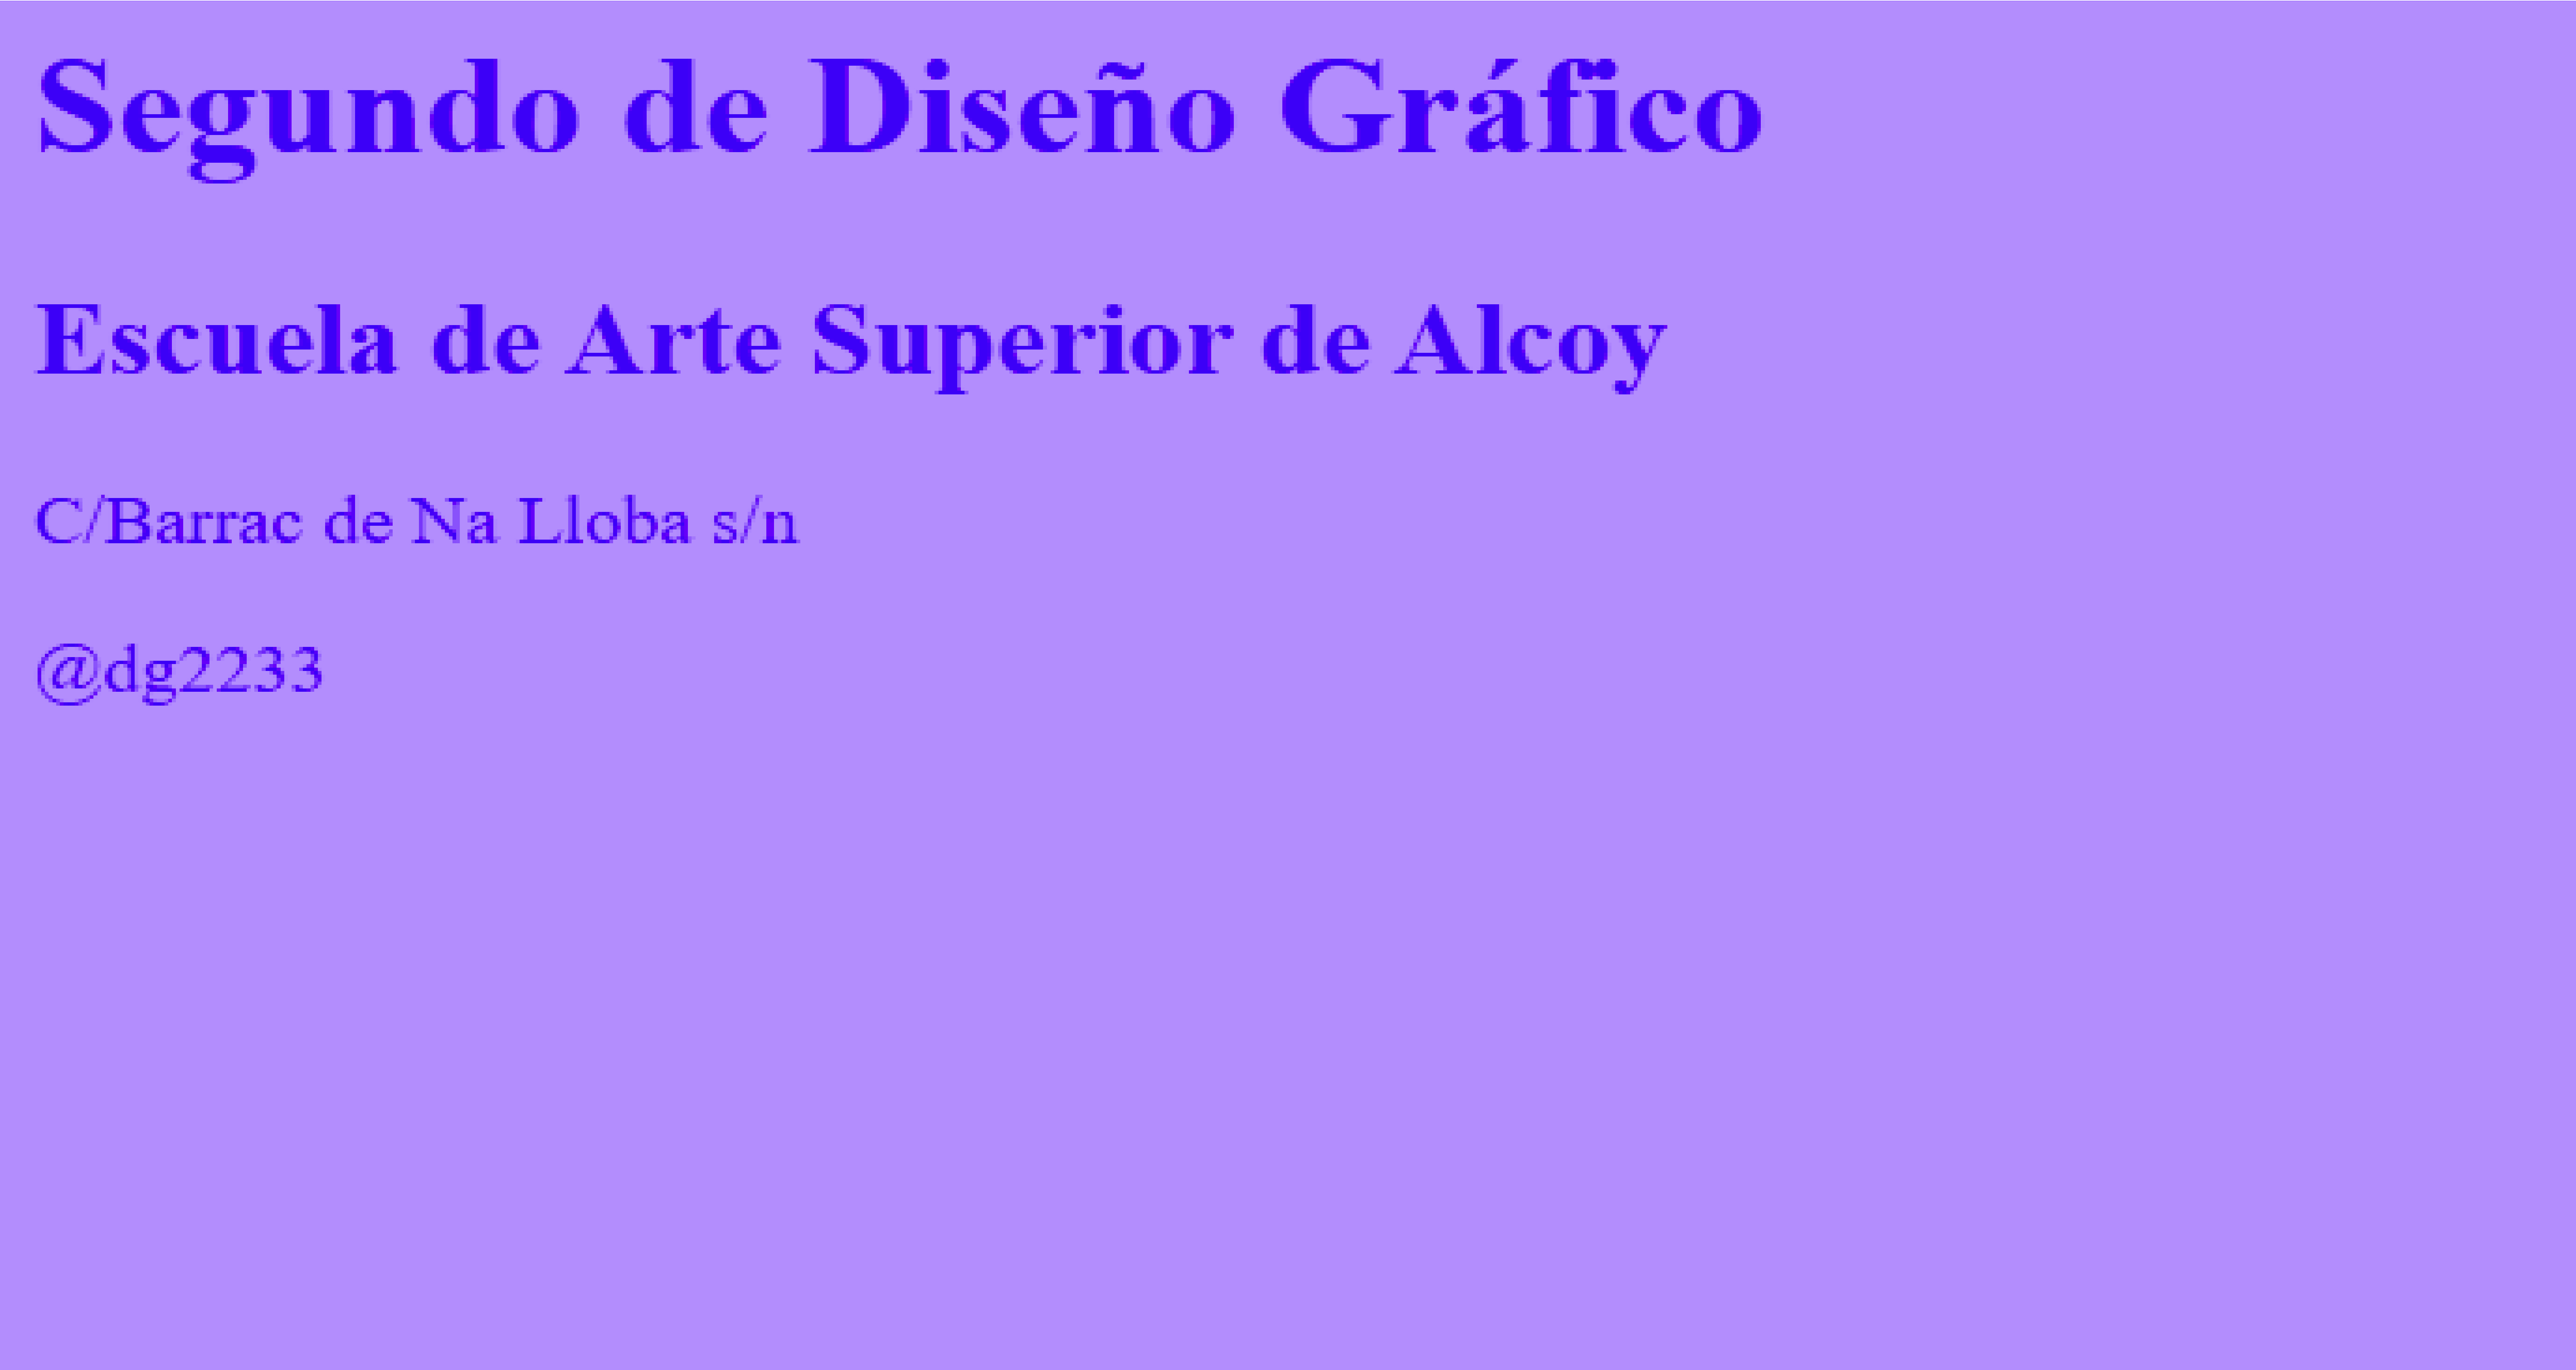 Segundo de Diseño Gráfico
Escuela de Arte Superior de Alcoy
C/Barrac de Na Lloba s/n
@dg2233